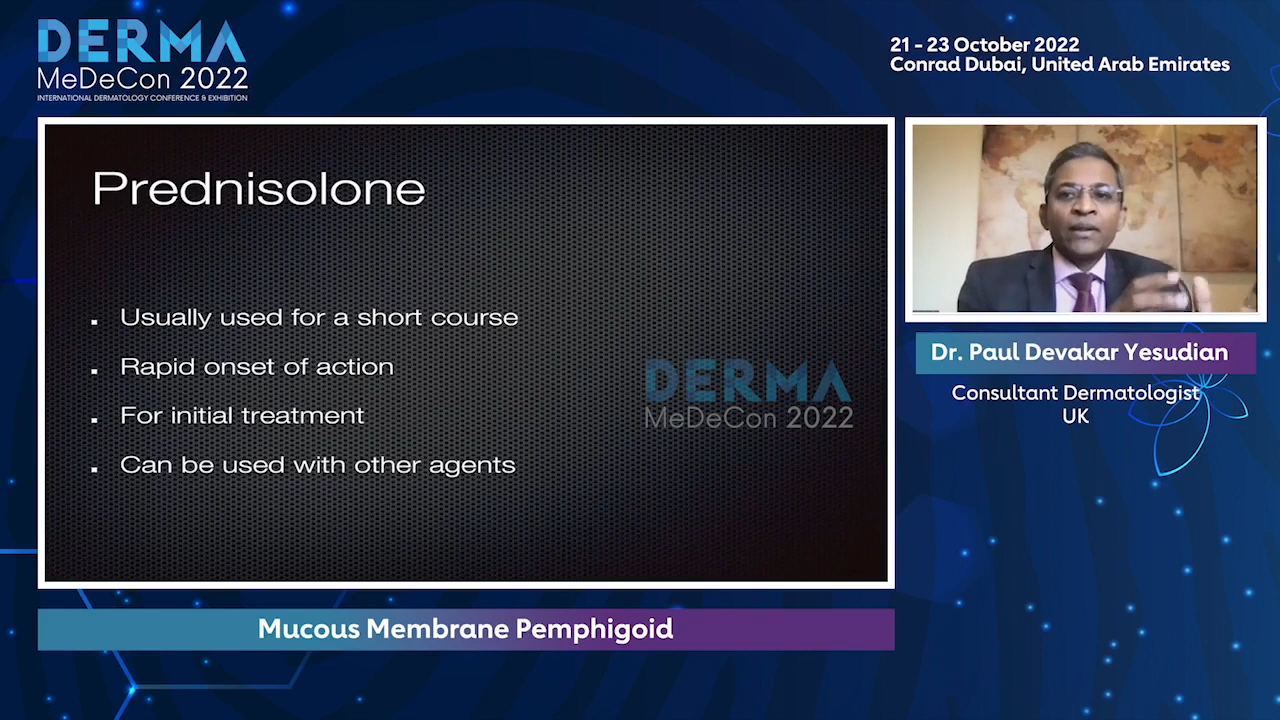 DERMA
MeDeCon 2022
INTERNATIONAL DERMATOLOGY CONFERENCE & EXHIBITION
21 – 23 October 2022
Conrad Dubai, United Arab Emirates
Prednisolone
Usually used for a short course
Rapid onset of action
For initial treatment
Can be used with other agents
DERMA
MeDeCon 2022
Dr. Paul Devakar Yesudian
Consultant Dermatologist
UK
Mucous Membrane Pemphigoid